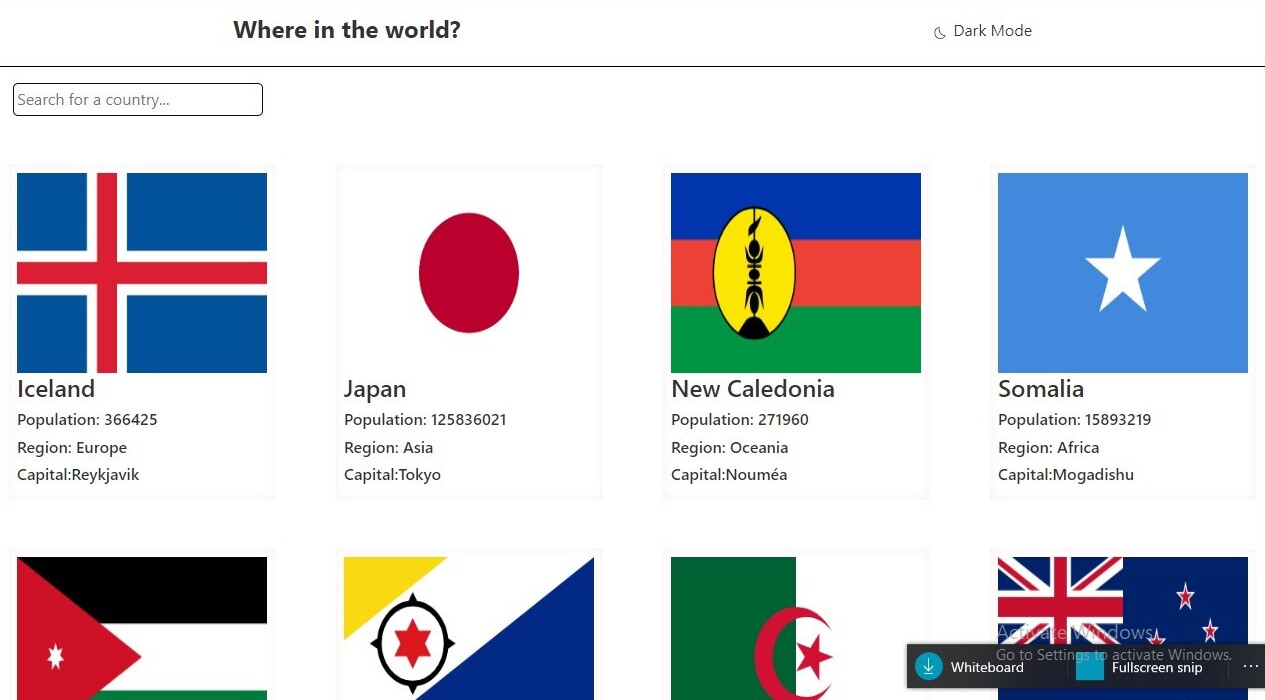 Where in the world?
Dark Mode
Search for a country...
Iceland
Population: 366425
Region: Europe
Capital:Reykjavik
Japan
Population: 125836021
Region: Asia
Capital:Tokyo
New Caledonia
Population: 271960
Region: Oceania
Capital:Nouméa
Somalia
Population: 15893219
Region: Africa
Capital:Mogadishu
Activate Windows
Go to Settings to activate Windows.
Whiteboard
Fullscreen snip